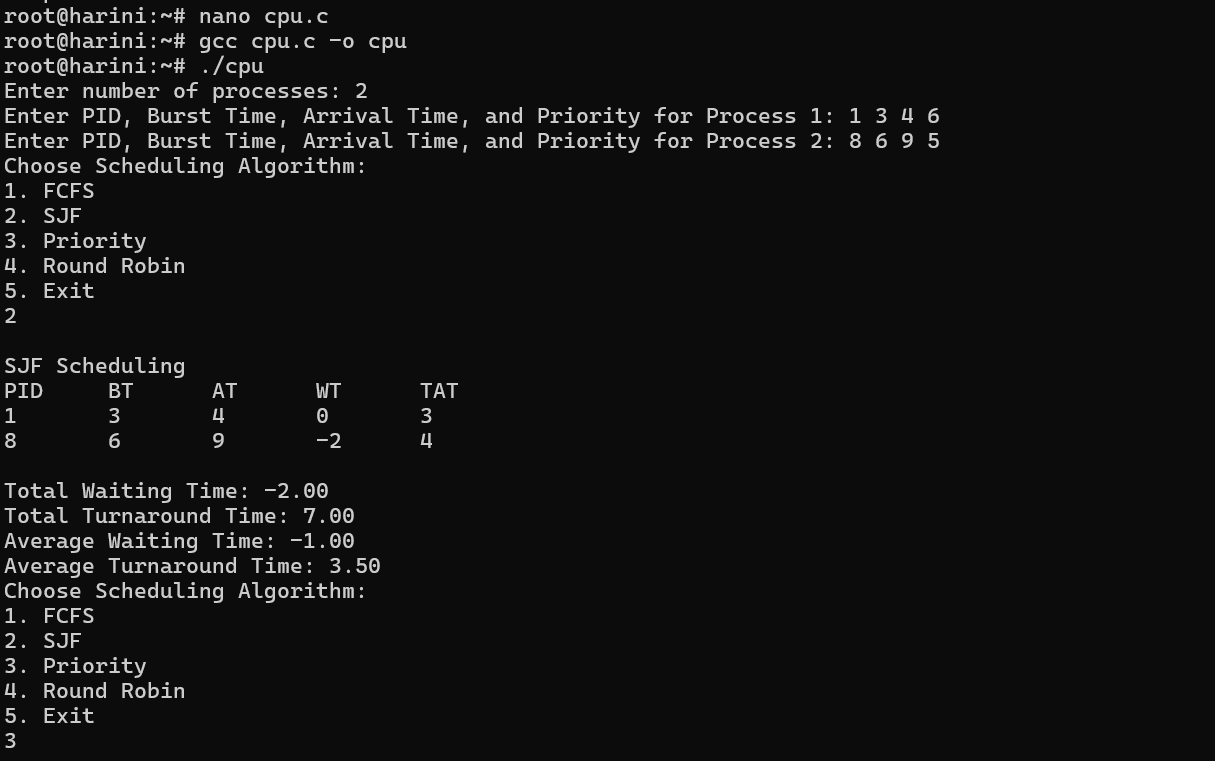 root@harini:~# nano cpu.c
root@harini:~# gcc cpu.c -o cpu
root@harini:~# ./cpu
Enter number of processes: 2
Enter PID, Burst Time, Arrival Time, and Priority for Process 1: 1 3 4 6
Enter PID, Burst Time, Arrival Time, and Priority for Process 2: 8 6 9 5
Choose Scheduling Algorithm:
1. FCFS
2. SJF
3. Priority
4. Round Robin
5. Exit
2

SJF Scheduling
PID     BT      AT      WT      TAT
1       3       4       0       3
8       6       9       -2      4

Total Waiting Time: -2.00
Total Turnaround Time: 7.00
Average Waiting Time: -1.00
Average Turnaround Time: 3.50
Choose Scheduling Algorithm:
1. FCFS
2. SJF
3. Priority
4. Round Robin
5. Exit
3